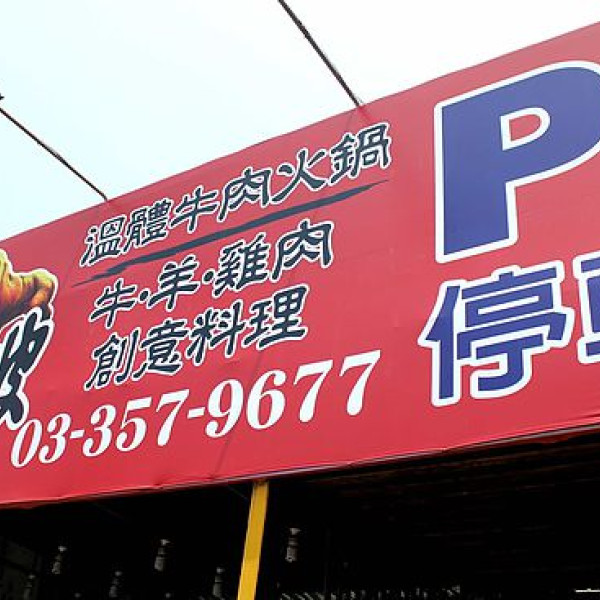 溫體牛肉火鍋
牛·羊·雞肉
創意料理
03-357-9677
P
停